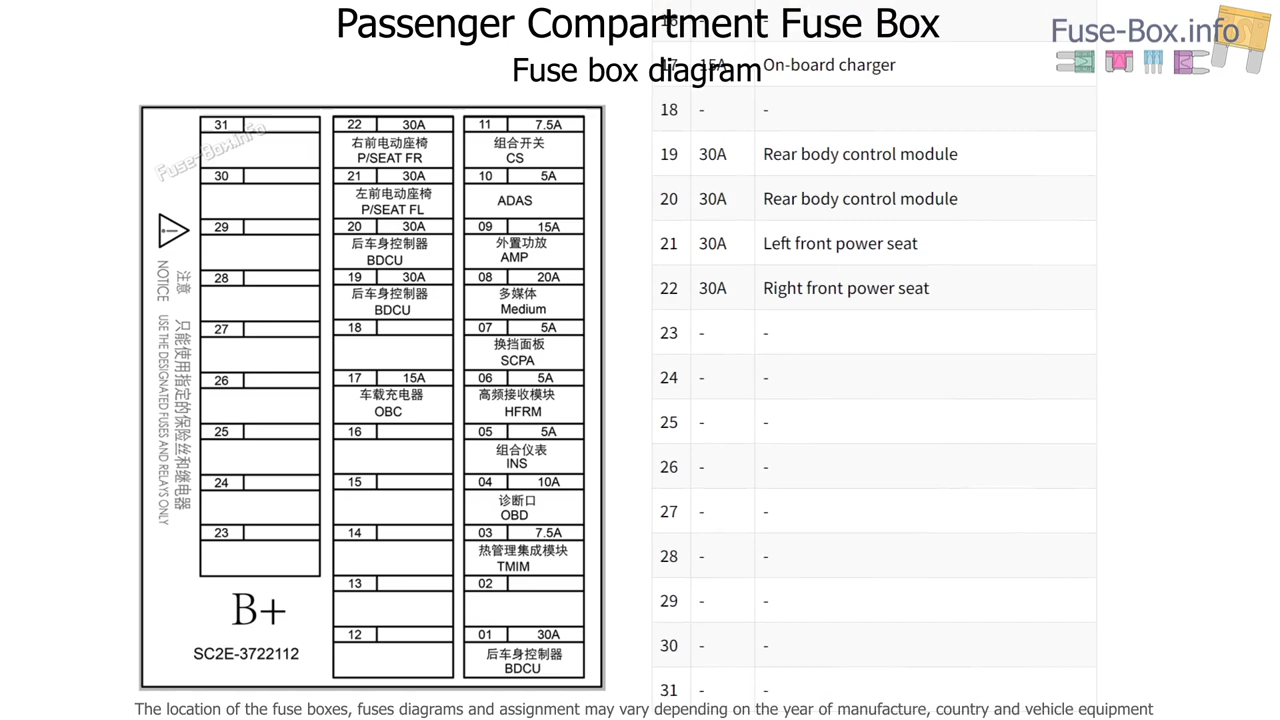 Passenger Compartment Fuse Box
Fuse box diagram
Fuse-Box.info
Fuse-Box.info
31
30
29
28
27
26
25
24
23
B+
SC2E-3722112
注意
NOTICE
只能使用指定的保险丝和继电器
USE THE DESIGNATED FUSES AND RELAYS ONLY
22 30A
右前电动座椅
P/SEAT FR
21 30A
左前电动座椅
P/SEAT FL
20 30A
后车身控制器
BDCU
19 30A
后车身控制器
BDCU
18
17 15A
车载充电器
OBC
16
15
14
13
12
11 7.5A
组合开关
CS
10 5A
ADAS
09 15A
外置功放
AMP
08 20A
多媒体
Medium
07 5A
换挡面板
SCPA
06 5A
高频接收模块
HFRM
05 5A
组合仪表
INS
04 10A
诊断口
OBD
03 7.5A
热管理集成模块
TMIM
02
01 30A
后车身控制器
BDCU
16 - -
17 15A On-board charger
18 - -
19 30A Rear body control module
20 30A Rear body control module
21 30A Left front power seat
22 30A Right front power seat
23 - -
24 - -
25 - -
26 - -
27 - -
28 - -
29 - -
30 - -
31 - -
The location of the fuse boxes, fuses diagrams and assignment may vary depending on the year of manufacture, country and vehicle equipment